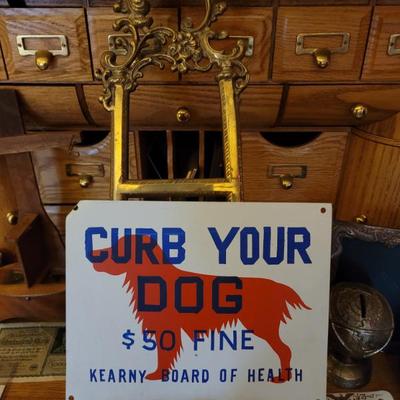 CURB YOUR
DOG
$50 FINE
KEARNY BOARD OF HEALTH